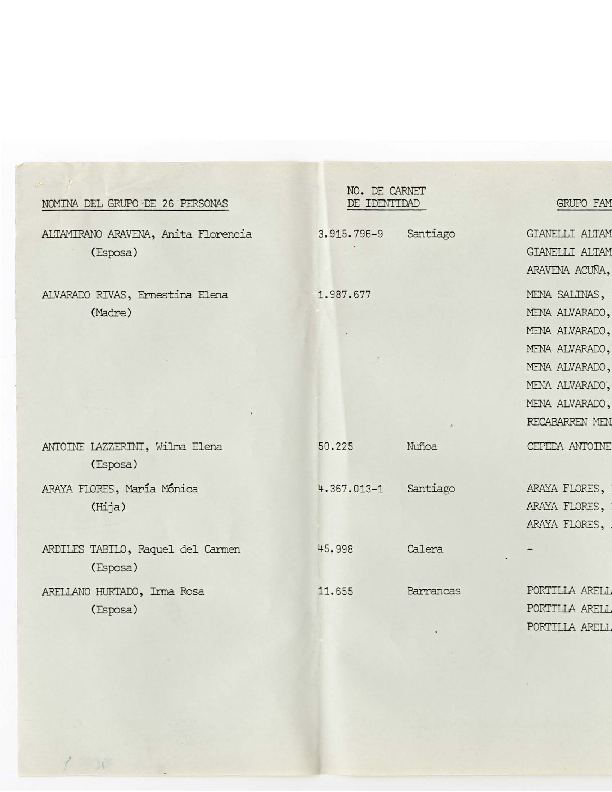 NO. DE CARNET
NOMINA DEL GRUPO DE 26 PERSONAS DE IDENTIDAD GRUPO FAM
ALTAMIRANO ARAVENA, Anita Florencia 3.915.796-9 Santiago GIANELLI ALTAM
(Esposa) GIANELLI ALTAM
ARAVENA ACUÑA,
ALVARADO RIVAS, Ernestina Elena 1.987.677 MENA SALINAS,
(Madre) MENA ALVARADO,
MENA ALVARADO,
MENA ALVARADO,
MENA ALVARADO,
MENA ALVARADO,
MENA ALVARADO,
RECABARREN MEN
ANTOINE LAZZERINI, Wilma Elena 50.225 Nuñoa CEPEDA ANTOINE
(Esposa)
ARAYA FLORES, María Mónica 4.367.013-1 Santiago ARAYA FLORES,
(Hija) ARAYA FLORES,
ARAYA FLORES,
ARDILES TABILO, Raquel del Carmen 45.998 Calera -
(Esposa)
ARELLANO HURTADO, Irma Rosa 11.655 Barrancas PORTILLA ARELL
(Esposa) PORTILLA ARELL
PORTILLA ARELL